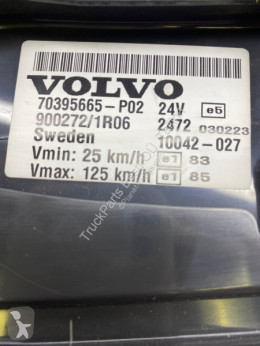 VOLVO
70395665-P02 24V e5
900272/1R06 2472 030223
Sweden 10042-027
Vmin: 25 km/h e1 83
Vmax: 125 km/h e1 85